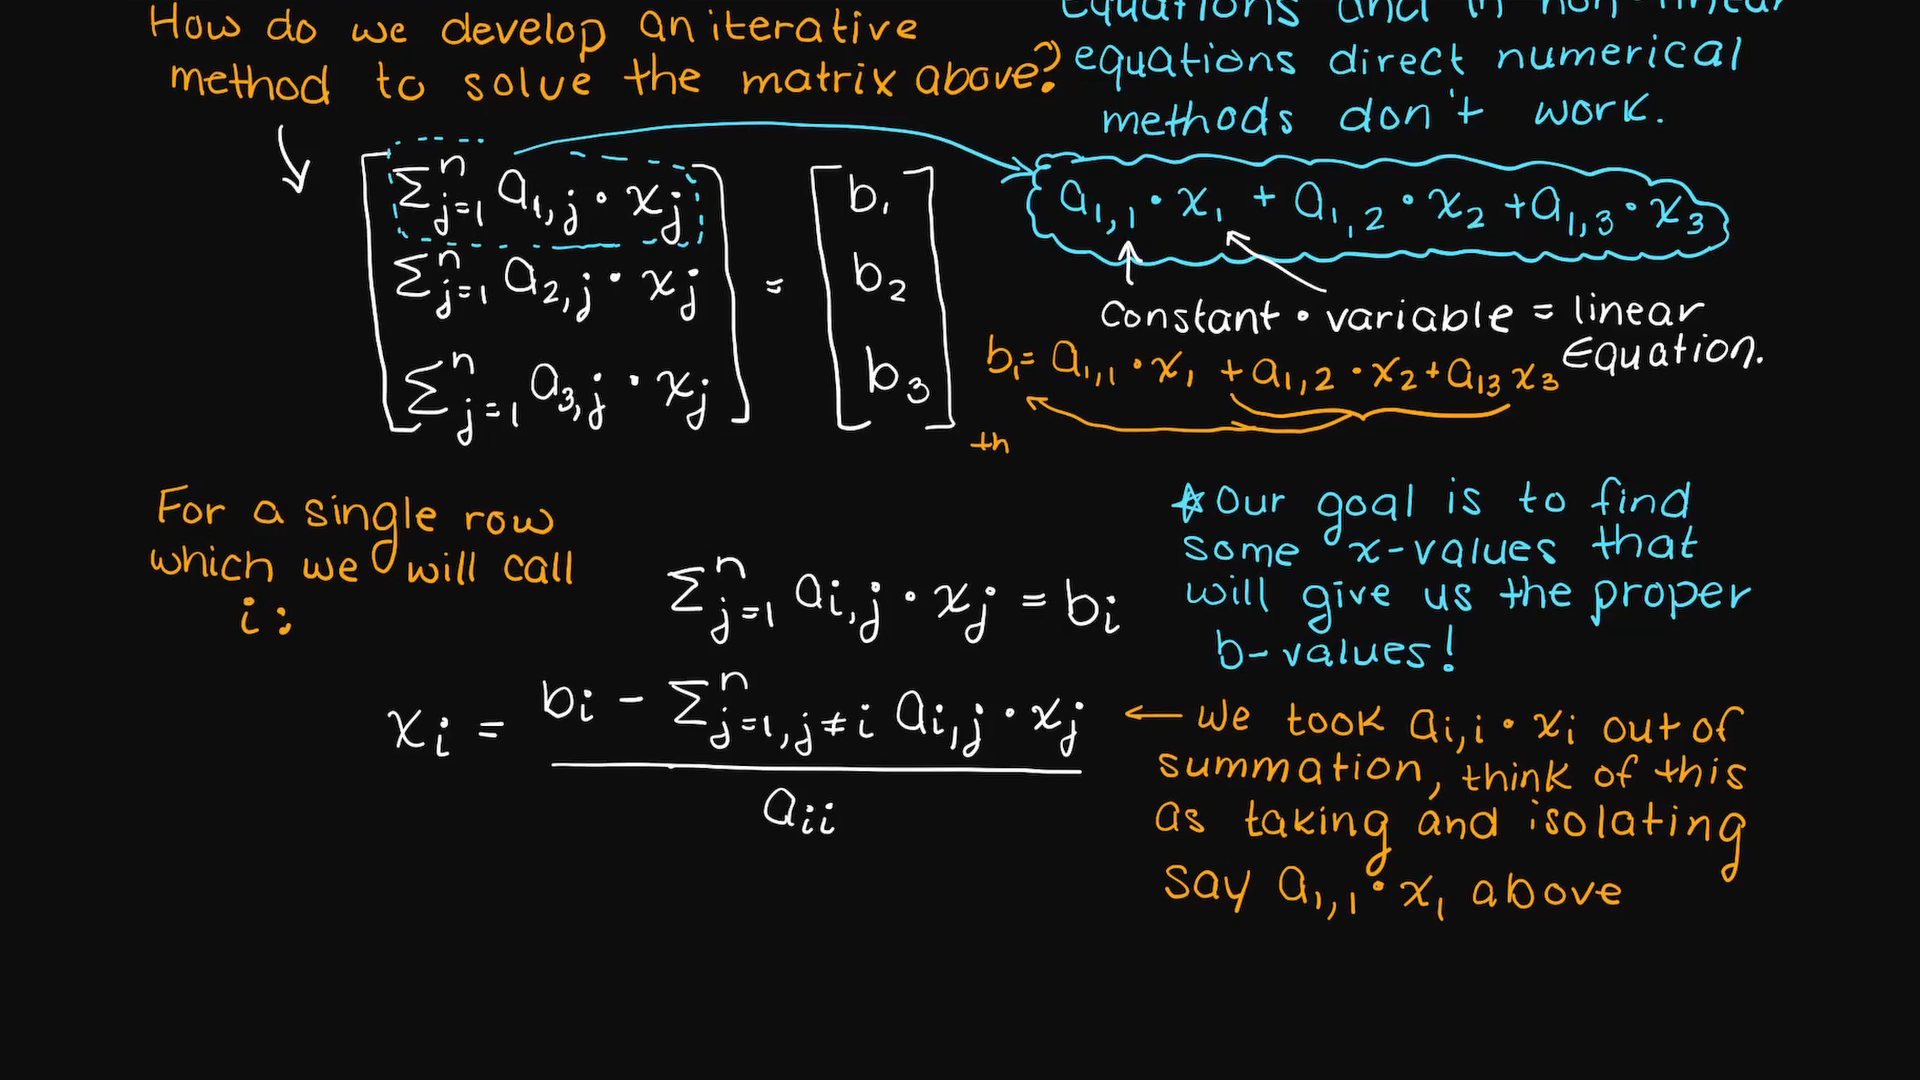 How do we develop an iterative
method to solve the matrix above?
equations and in non-linear
equations direct numerical
methods don't work.
[ Σⁿⱼ₌₁ a₁,ⱼ · xⱼ ] [ b₁ ]
[ Σⁿⱼ₌₁ a₂,ⱼ · xⱼ ] = [ b₂ ]
[ Σⁿⱼ₌₁ a₃,ⱼ · xⱼ ] [ b₃ ]
a₁,₁ · x₁ + a₁,₂ · x₂ + a₁,₃ · x₃
constant · variable = linear
Equation.
b₁ = a₁,₁ · x₁ + a₁,₂ · x₂ + a₁₃ x₃
th
For a single row
which we will call
i:
Σⁿⱼ₌₁ aᵢ,ⱼ · xⱼ = bᵢ
xᵢ = bᵢ - Σⁿⱼ₌₁,ⱼ≠ᵢ aᵢ,ⱼ · xⱼ
aᵢᵢ
☆ Our goal is to find
some x-values that
will give us the proper
b-values!
← we took aᵢ,ᵢ · xᵢ out of
summation, think of this
as taking and isolating
say a₁,₁ · x₁ above